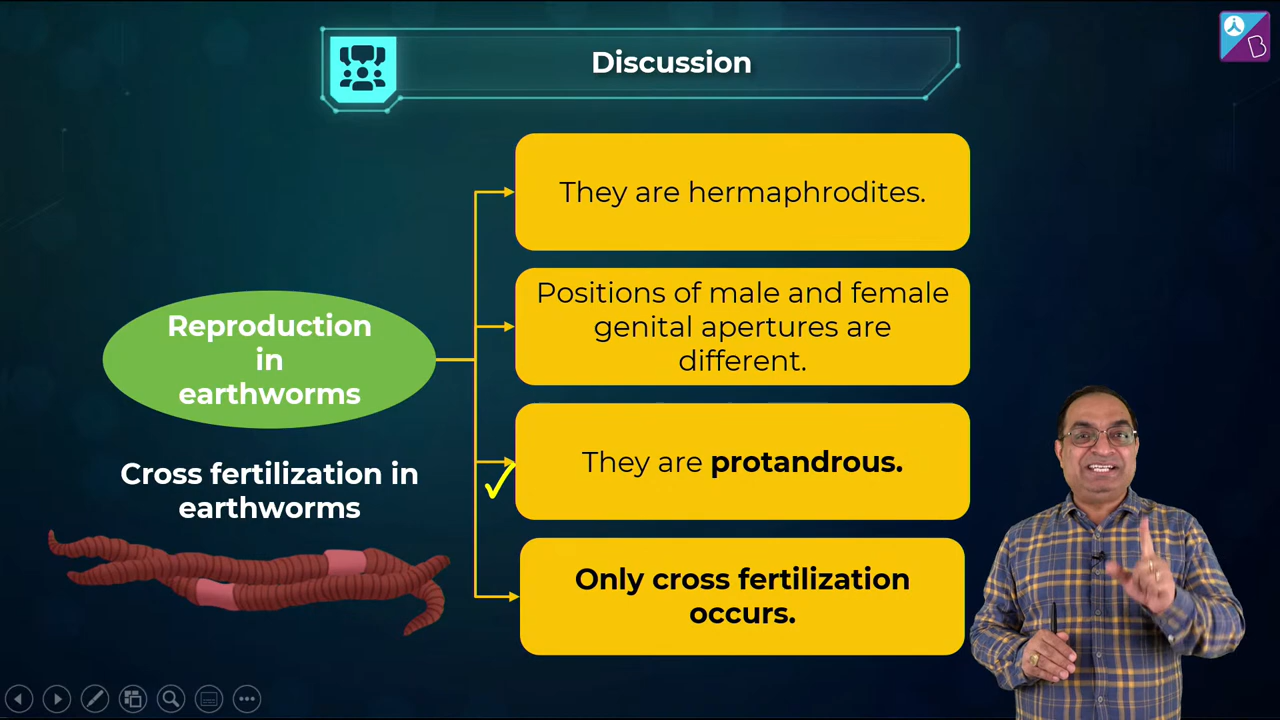 Discussion
They are hermaphrodites.
Positions of male and female
genital apertures are
different.
Reproduction
in
earthworms
They are protandrous.
Cross fertilization in
earthworms
Only cross fertilization
occurs.
B